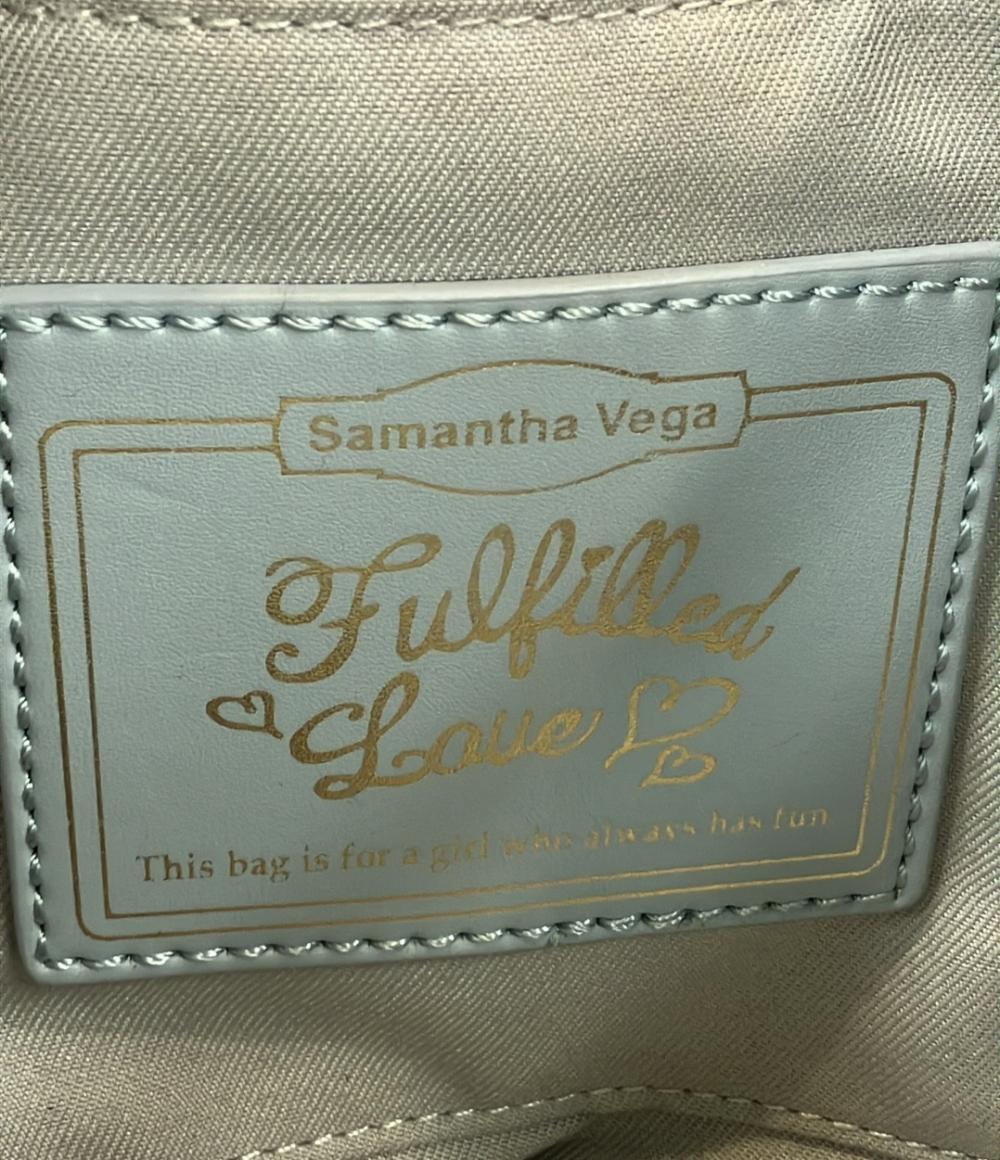 Samantha Vega
Fulfilled
Love
This bag is for a girl who always has fun